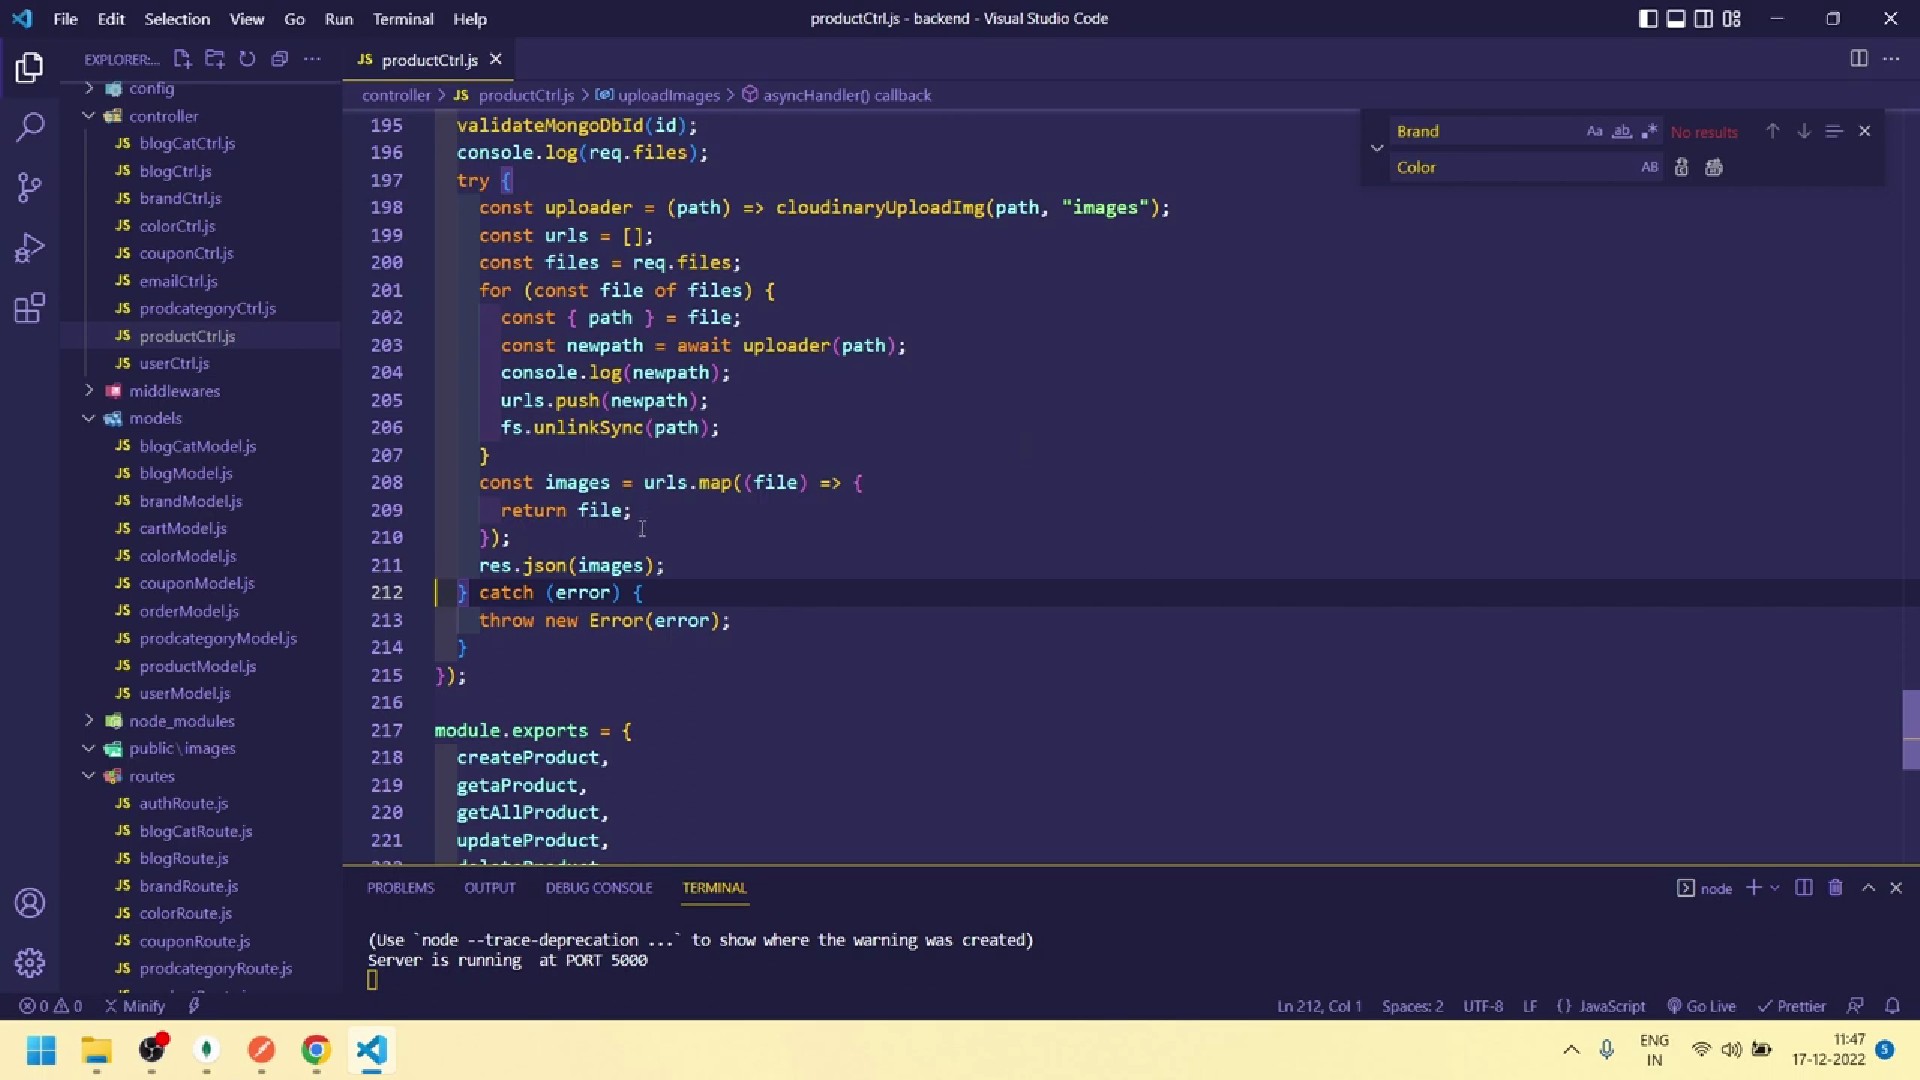 File Edit Selection View Go Run Terminal Help
productCtrl.js - backend - Visual Studio Code
EXPLORER:...
JS productCtrl.js
config
controller
JS blogCatCtrl.js
JS blogCtrl.js
JS brandCtrl.js
JS colorCtrl.js
JS couponCtrl.js
JS emailCtrl.js
JS prodcategoryCtrl.js
JS productCtrl.js
JS userCtrl.js
middlewares
models
JS blogCatModel.js
JS blogModel.js
JS brandModel.js
JS cartModel.js
JS colorModel.js
JS couponModel.js
JS orderModel.js
JS prodcategoryModel.js
JS productModel.js
JS userModel.js
node_modules
public\images
routes
JS authRoute.js
JS blogCatRoute.js
JS blogRoute.js
JS brandRoute.js
JS colorRoute.js
JS couponRoute.js
JS prodcategoryRoute.js
controller > JS productCtrl.js > uploadImages > asyncHandler() callback
Brand Aa ab .* No results
Color AB
195 validateMongoDbId(id);
196 console.log(req.files);
197 try {
198 const uploader = (path) => cloudinaryUploadImg(path, "images");
199 const urls = [];
200 const files = req.files;
201 for (const file of files) {
202 const { path } = file;
203 const newpath = await uploader(path);
204 console.log(newpath);
205 urls.push(newpath);
206 fs.unlinkSync(path);
207 }
208 const images = urls.map((file) => {
209 return file;
210 });
211 res.json(images);
212 } catch (error) {
213 throw new Error(error);
214 }
215 });
216
217 module.exports = {
218 createProduct,
219 getaProduct,
220 getAllProduct,
221 updateProduct,
PROBLEMS OUTPUT DEBUG CONSOLE TERMINAL
node
(Use `node --trace-deprecation ...` to show where the warning was created)
Server is running  at PORT 5000
0 0 Minify
Ln 212, Col 1 Spaces: 2 UTF-8 LF {} JavaScript Go Live Prettier
ENG
IN
11:47
17-12-2022
5